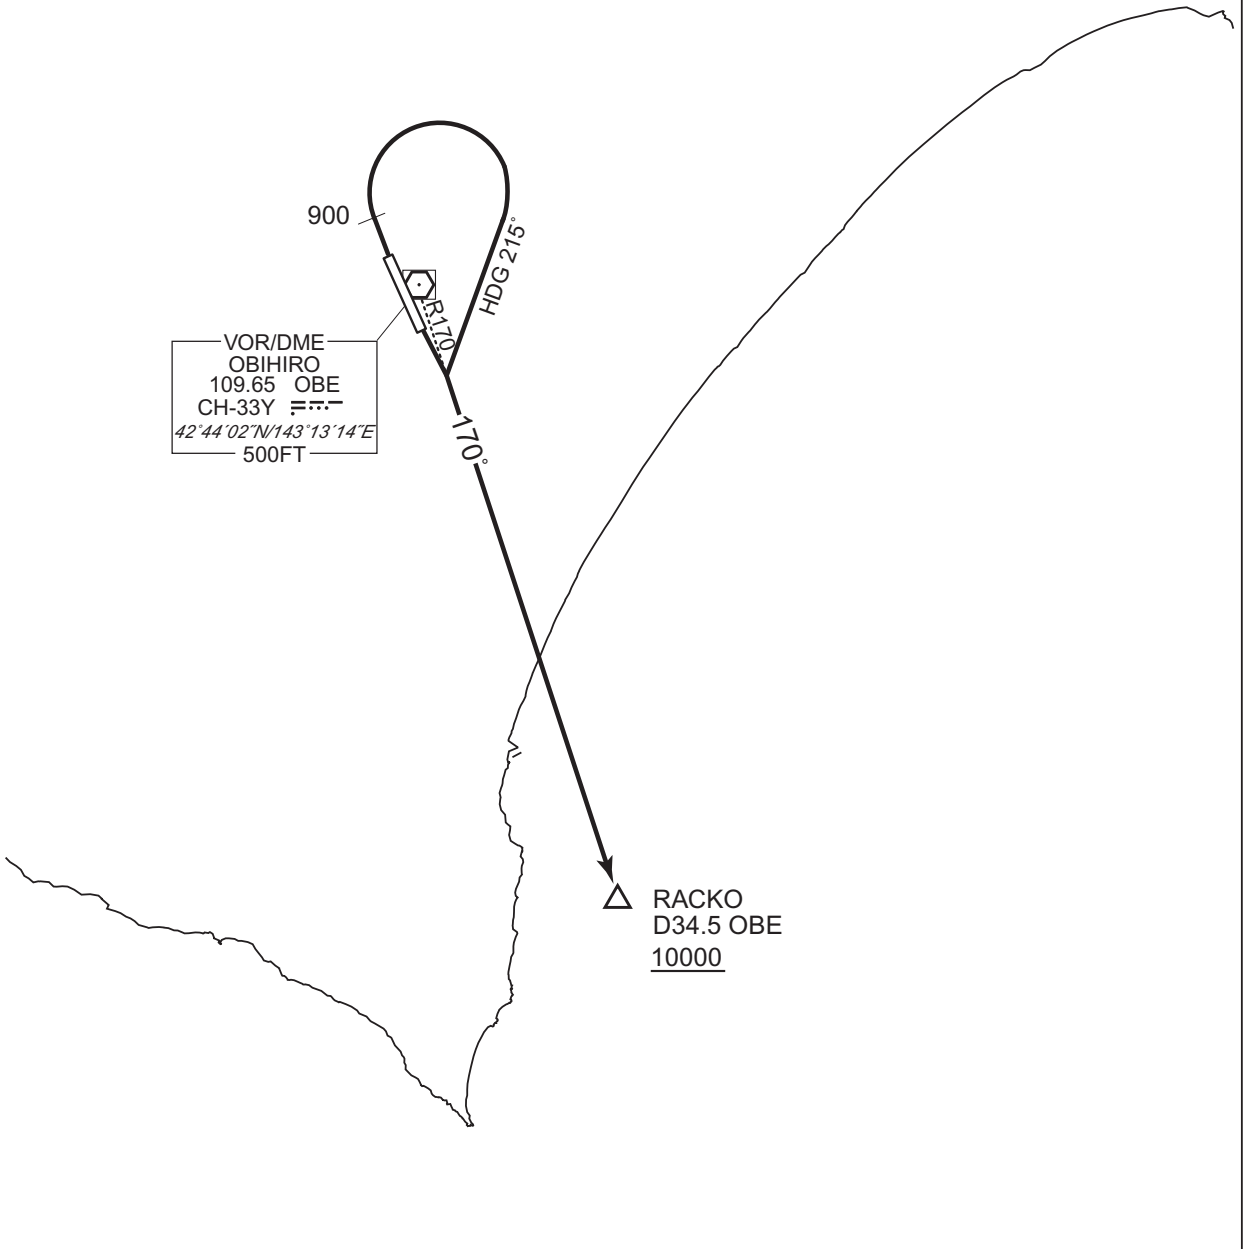 900
HDG 215°
R170
VOR/DME
OBIHIRO
109.65 OBE
CH-33Y
42°44′02″N/143°13′14″E
500FT
170°
RACKO
D34.5 OBE
10000